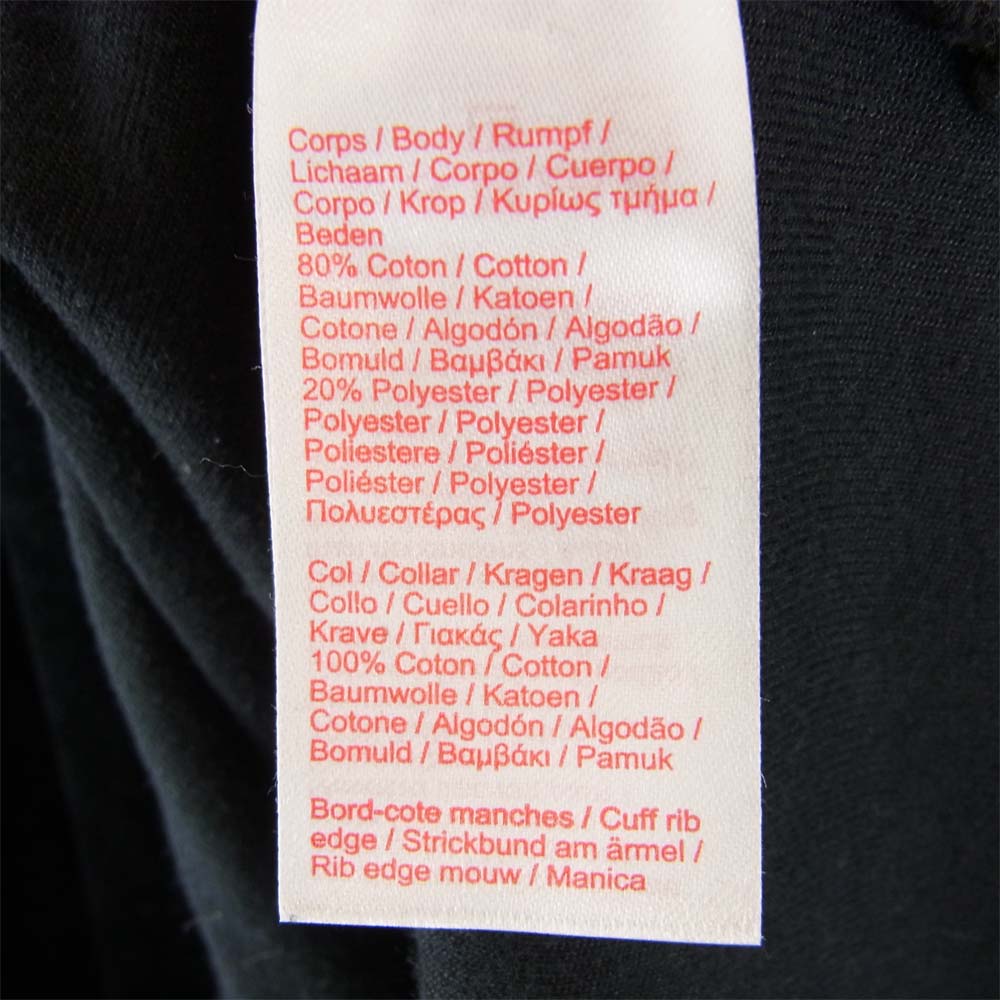 Corps / Body / Rumpf /
Lichaam / Corpo / Cuerpo /
Corpo / Krop / Κυρίως τμήμα /
Beden
80% Coton / Cotton /
Baumwolle / Katoen /
Cotone / Algodón / Algodão /
Bomuld / Βαμβάκι / Pamuk
20% Polyester / Polyester /
Polyester / Polyester /
Poliestere / Poliéster /
Poliéster / Polyester /
Πολυεστέρας / Polyester
Col / Collar / Kragen / Kraag /
Collo / Cuello / Colarinho /
Krave / Γιακάς / Yaka
100% Coton / Cotton /
Baumwolle / Katoen /
Cotone / Algodón / Algodão /
Bomuld / Βαμβάκι / Pamuk
Bord-cote manches / Cuff rib
edge / Strickbund am ärmel /
Rib edge mouw / Manica